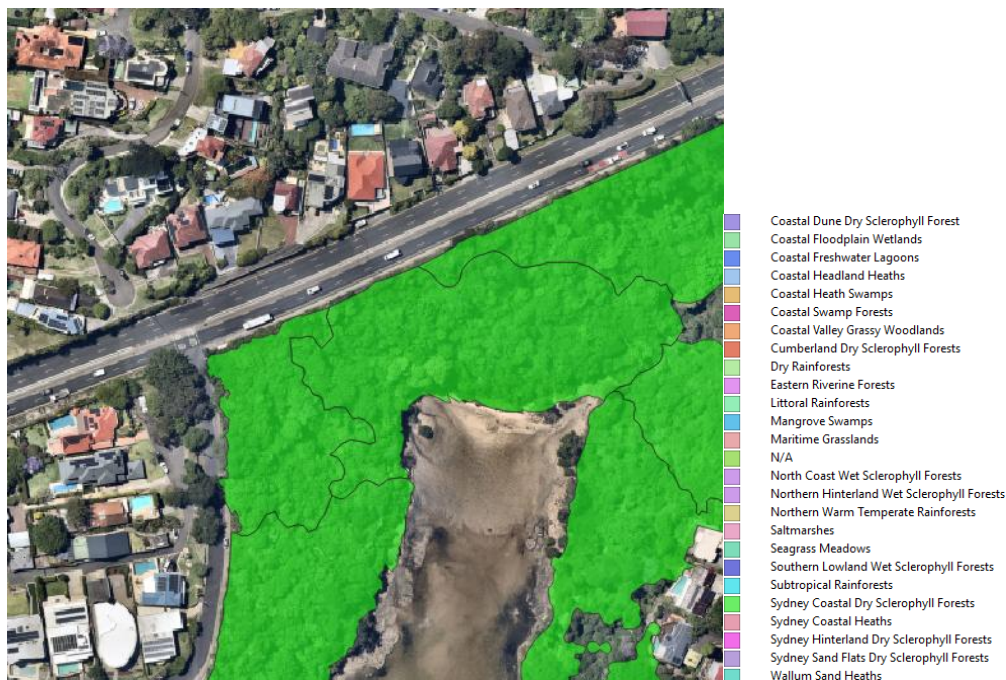 Coastal Dune Dry Sclerophyll Forest
Coastal Floodplain Wetlands
Coastal Freshwater Lagoons
Coastal Headland Heaths
Coastal Heath Swamps
Coastal Swamp Forests
Coastal Valley Grassy Woodlands
Cumberland Dry Sclerophyll Forests
Dry Rainforests
Eastern Riverine Forests
Littoral Rainforests
Mangrove Swamps
Maritime Grasslands
N/A
North Coast Wet Sclerophyll Forests
Northern Hinterland Wet Sclerophyll Forests
Northern Warm Temperate Rainforests
Saltmarshes
Seagrass Meadows
Southern Lowland Wet Sclerophyll Forests
Subtropical Rainforests
Sydney Coastal Dry Sclerophyll Forests
Sydney Coastal Heaths
Sydney Hinterland Dry Sclerophyll Forests
Sydney Sand Flats Dry Sclerophyll Forests
Wallum Sand Heaths